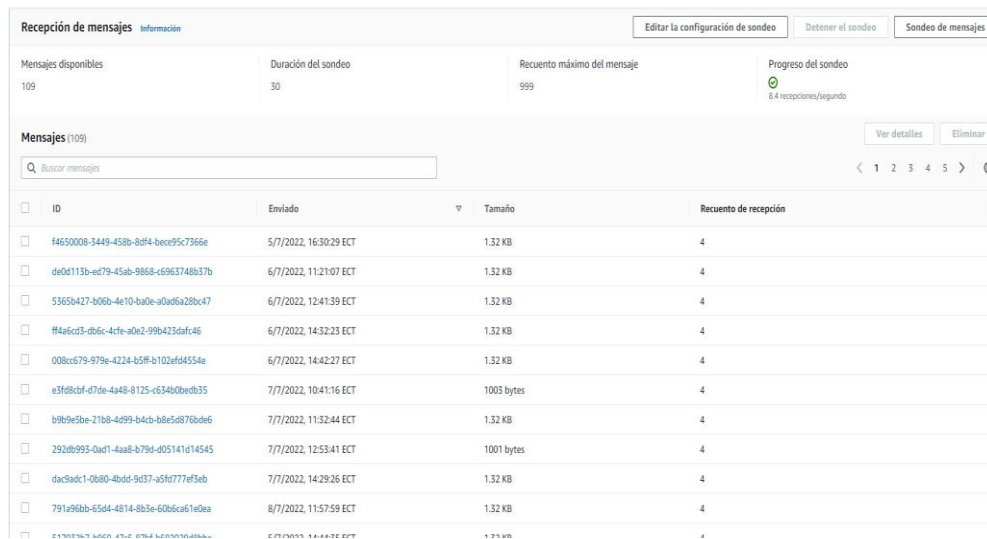 Recepción de mensajes Información
Editar la configuración de sondeo Detener el sondeo Sondeo de mensajes
Mensajes disponibles Duración del sondeo Recuento máximo del mensaje Progreso del sondeo
109 30 999
8.4 recepciones/segundo
Mensajes (109)
Ver detalles Eliminar
Buscar mensajes
1 2 3 4 5
ID Enviado Tamaño Recuento de recepción
f4650008-3449-458b-8df4-bece95c7366e 5/7/2022, 16:30:29 ECT 1.32 KB 4
de0d113b-ed79-45ab-9868-c6963748b37b 6/7/2022, 11:21:07 ECT 1.32 KB 4
5365b427-b06b-4e10-ba0e-a0ad6a28bc47 6/7/2022, 12:41:39 ECT 1.32 KB 4
ff4a6cd3-db6c-4cfe-a0e2-99b423dafc46 6/7/2022, 14:32:23 ECT 1.32 KB 4
008cc679-979e-4224-b5ff-b102efd4554e 6/7/2022, 14:42:27 ECT 1.32 KB 4
e3fd8cbf-d7de-4a48-8125-c634b0bedb35 7/7/2022, 10:41:16 ECT 1003 bytes 4
b9b9e5be-21b8-4d99-b4cb-b8e5d876bde6 7/7/2022, 11:32:44 ECT 1.32 KB 4
292db993-0ad1-4aa8-b79d-d05141d14545 7/7/2022, 12:53:41 ECT 1001 bytes 4
dac9adc1-0b80-4bdd-9d37-a5fd777ef3eb 7/7/2022, 14:29:26 ECT 1.32 KB 4
791a96bb-65d4-4814-8b3e-60b6ca61e0ea 8/7/2022, 11:57:59 ECT 1.32 KB 4